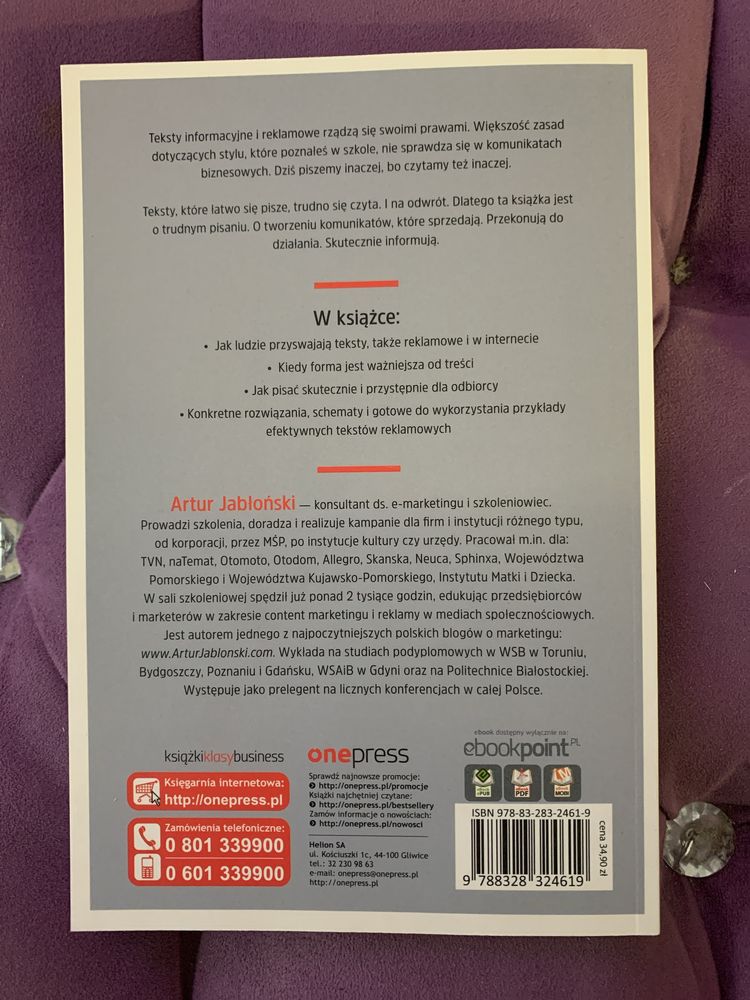 Teksty informacyjne i reklamowe rządzą się swoimi prawami. Większość zasad
dotyczących stylu, które poznałeś w szkole, nie sprawdza się w komunikatach
biznesowych. Dziś piszemy inaczej, bo czytamy też inaczej.
Teksty, które łatwo się pisze, trudno się czyta. I na odwrót. Dlatego ta książka jest
o trudnym pisaniu. O tworzeniu komunikatów, które sprzedają. Przekonują do
działania. Skutecznie informują.
W książce:
• Jak ludzie przyswajają teksty, także reklamowe i w internecie
• Kiedy forma jest ważniejsza od treści
• Jak pisać skutecznie i przystępnie dla odbiorcy
• Konkretne rozwiązania, schematy i gotowe do wykorzystania przykłady
efektywnych tekstów reklamowych
Artur Jabłoński — konsultant ds. e-marketingu i szkoleniowiec.
Prowadzi szkolenia, doradza i realizuje kampanie dla firm i instytucji różnego typu,
od korporacji, przez MŚP, po instytucje kultury czy urzędy. Pracował m.in. dla:
TVN, naTemat, Otomoto, Otodom, Allegro, Skanska, Neuca, Sphinxa, Województwa
Pomorskiego i Województwa Kujawsko-Pomorskiego, Instytutu Matki i Dziecka.
W sali szkoleniowej spędził już ponad 2 tysiące godzin, edukując przedsiębiorców
i marketerów w zakresie content marketingu i reklamy w mediach społecznościowych.
Jest autorem jednego z najpoczytniejszych polskich blogów o marketingu:
www.ArturJablonski.com. Wykłada na studiach podyplomowych w WSB w Toruniu,
Bydgoszczy, Poznaniu i Gdańsku, WSAiB w Gdyni oraz na Politechnice Białostockiej.
Występuje jako prelegent na licznych konferencjach w całej Polsce.
książkiklasybusiness
Księgarnia internetowa:
http://onepress.pl
Zamówienia telefoniczne:
0 801 339900
0 601 339900
onepress
Sprawdź najnowsze promocje:
http://onepress.pl/promocje
Książki najchętniej czytane:
http://onepress.pl/bestsellery
Zamów informacje o nowościach:
http://onepress.pl/nowosci
Helion SA
ul. Kościuszki 1c, 44-100 Gliwice
tel.: 32 230 98 63
e-mail: onepress@onepress.pl
http://onepress.pl
ebook dostępny wyłącznie na:
ebookpoint.PL
ePUB PDF MOBI
ISBN 978-83-283-2461-9
9 788328 324619
cena 34,90 zł